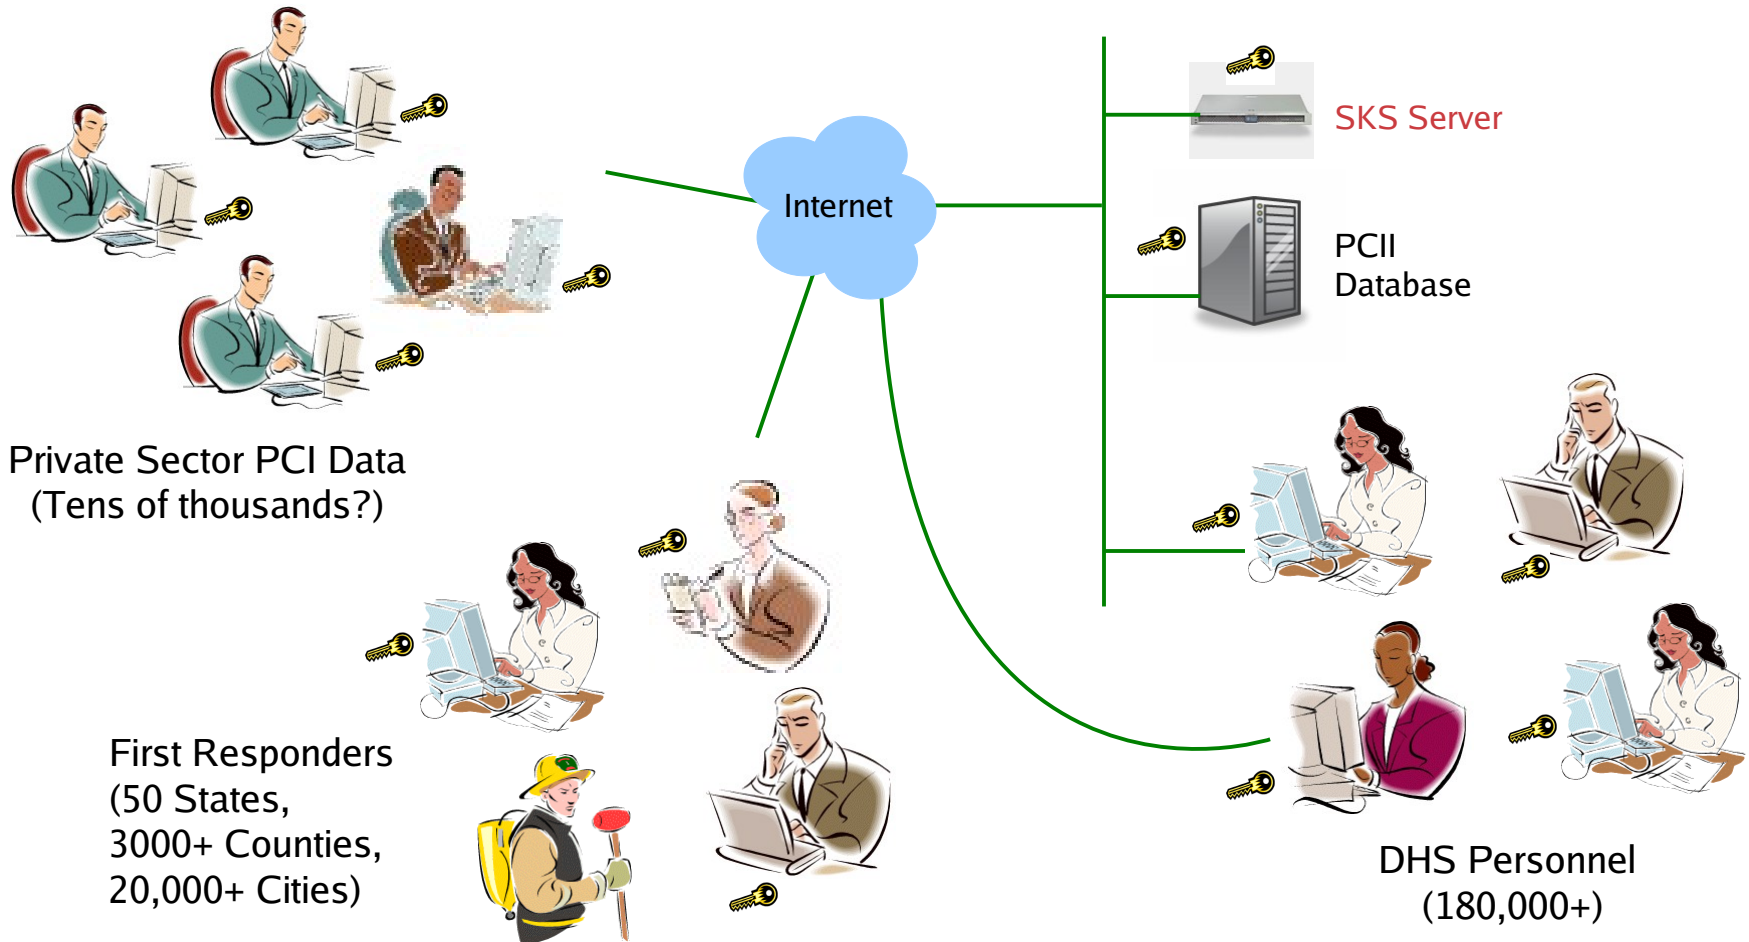 SKS Server
Internet
PCII
Database
Private Sector PCI Data
(Tens of thousands?)
First Responders
(50 States,
3000+ Counties,
20,000+ Cities)
DHS Personnel
(180,000+)